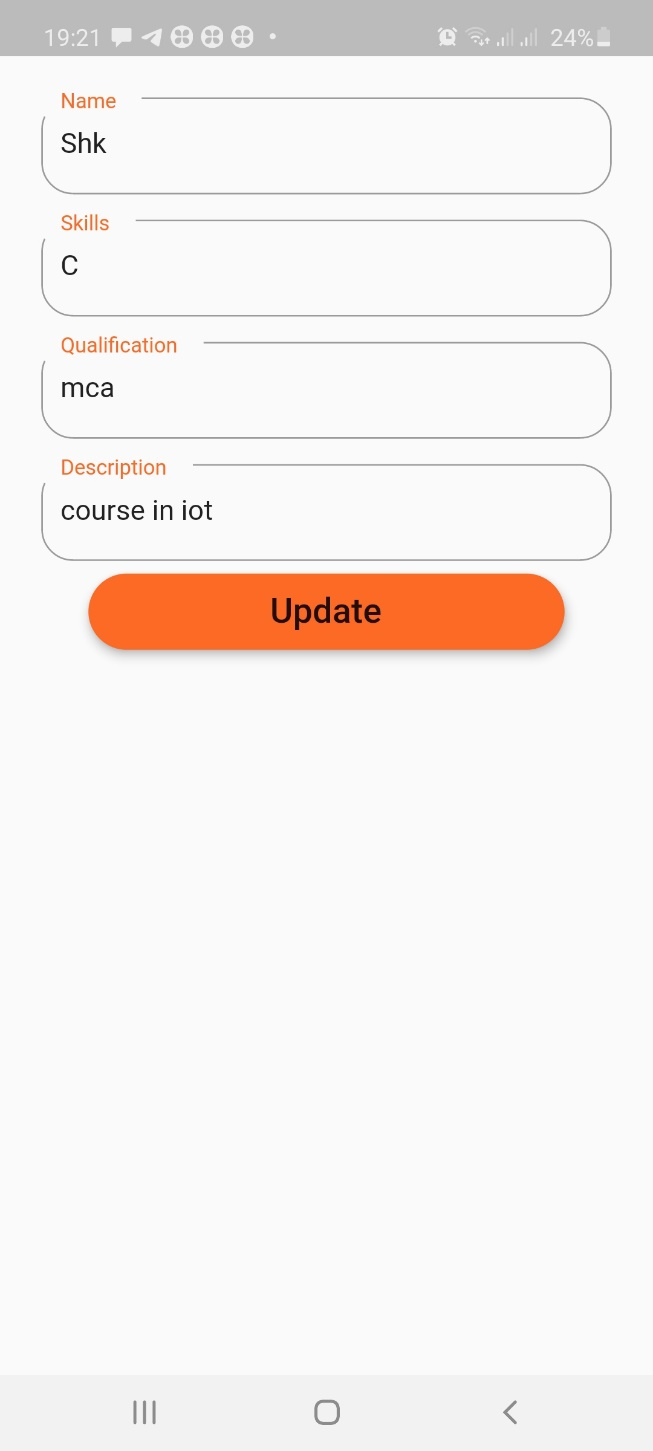 19:21
24%
Name
Shk
Skills
C
Qualification
mca
Description
course in iot
Update